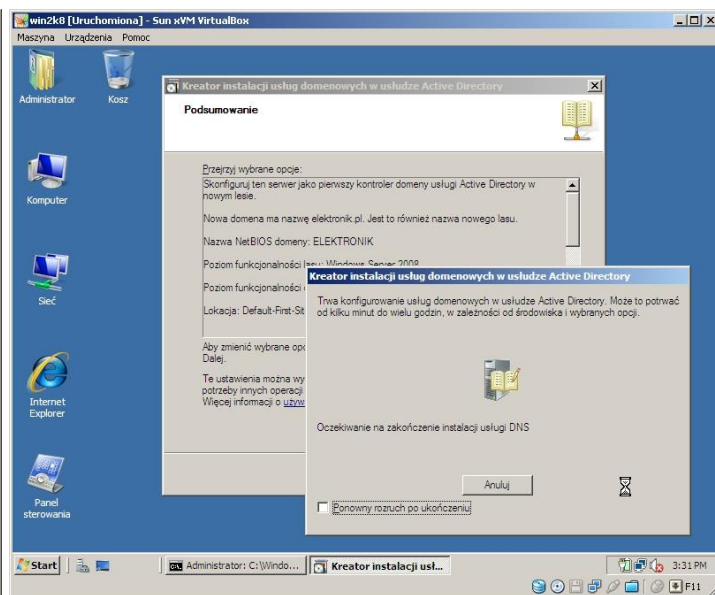 win2k8 [Uruchomiona] - Sun xVM VirtualBox
Maszyna Urządzenia Pomoc
Administrator
Kosz
Komputer
Sieć
Internet
Explorer
Panel
sterowania
Kreator instalacji usług domenowych w usłudze Active Directory
Podsumowanie
Przejrzyj wybrane opcje:
Skonfiguruj ten serwer jako pierwszy kontroler domeny usługi Active Directory w
nowym lesie.
Nowa domena ma nazwę elektronik.pl. Jest to również nazwa nowego lasu.
Nazwa NetBIOS domeny: ELEKTRONIK
Poziom funkcjonalności lasu: Windows Server 2008
Poziom funkcjonalności
Lokacja: Default-First-Sit
Aby zmienić wybrane opc
Dalej.
Te ustawienia można wy
potrzeby innych operacji
Więcej informacji o używ
Kreator instalacji usług domenowych w usłudze Active Directory
Trwa konfigurowanie usług domenowych w usłudze Active Directory. Może to potrwać
od kilku minut do wielu godzin, w zależności od środowiska i wybranych opcji.
Oczekiwanie na zakończenie instalacji usługi DNS
Anuluj
Ponowny rozruch po ukończeniu
Start
Administrator: C:\Windo...
Kreator instalacji usł...
3:31 PM
F11